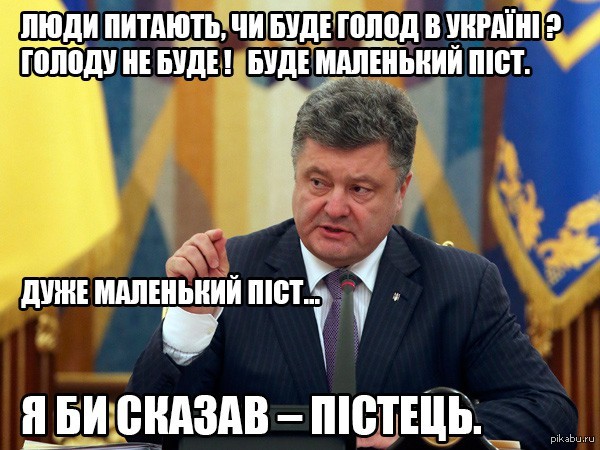 ЛЮДИ ПИТАЮТЬ, ЧИ БУДЕ ГОЛОД В УКРАЇНІ ?
ГОЛОДУ НЕ БУДЕ ! БУДЕ МАЛЕНЬКИЙ ПІСТ.
ДУЖЕ МАЛЕНЬКИЙ ПІСТ...
Я БИ СКАЗАВ – ПІСТЕЦЬ.
pikabu.ru